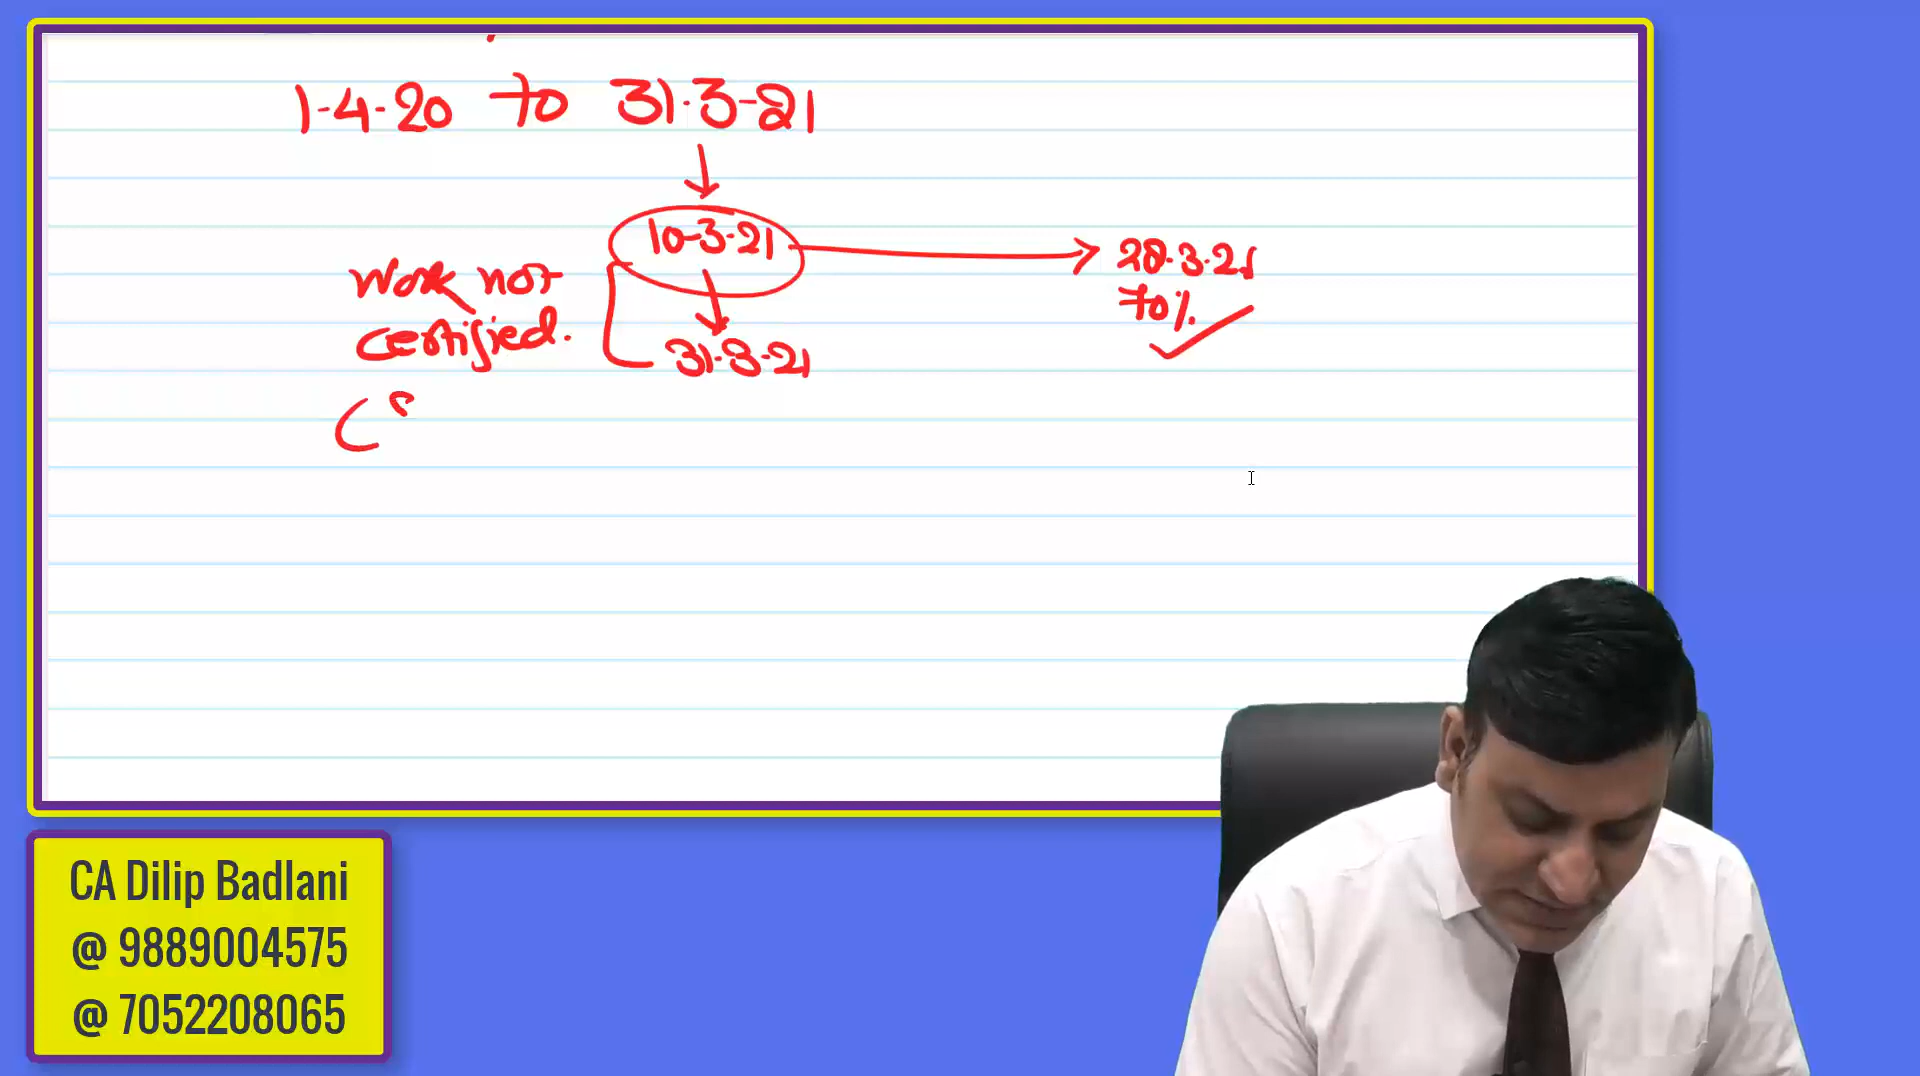 1-4-20 to 31.3-21
10-3-21
28.3.21
Work not
70%
certified.
31.3.21
(
CA Dilip Badlani
@ 9889004575
@ 7052208065